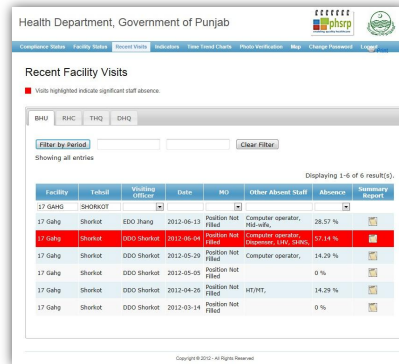 Health Department, Government of Punjab
phsrp
Compliance Status Facility Status Recent Visits Indicators Time Trend Charts Photo Verification Map Change Password Logout
Recent Facility Visits
Visits highlighted indicate significant staff absence.
BHU RHC THQ DHQ
Filter by Period Clear Filter
Showing all entries
Displaying 1-6 of 6 result(s).
Facility Tehsil Visiting Officer Date MO Other Absent Staff Absence Summary Report
17 GAHG SHORKOT
17 Gahg Shorkot EDO Jhang 2012-06-13 Position Not Filled Computer operator, Mid-wife, 28.57 %
17 Gahg Shorkot DDO Shorkot 2012-06-04 Position Not Filled Computer operator, Dispenser, LHV, SHNS, 57.14 %
17 Gahg Shorkot DDO Shorkot 2012-05-29 Position Not Filled Computer operator, 14.29 %
17 Gahg Shorkot DDO Shorkot 2012-05-05 Position Not Filled 0 %
17 Gahg Shorkot DDO Shorkot 2012-04-26 Position Not Filled HT/MT, 14.29 %
17 Gahg Shorkot DDO Shorkot 2012-03-14 Position Not Filled 0 %
Copyright © 2012 - All Rights Reserved